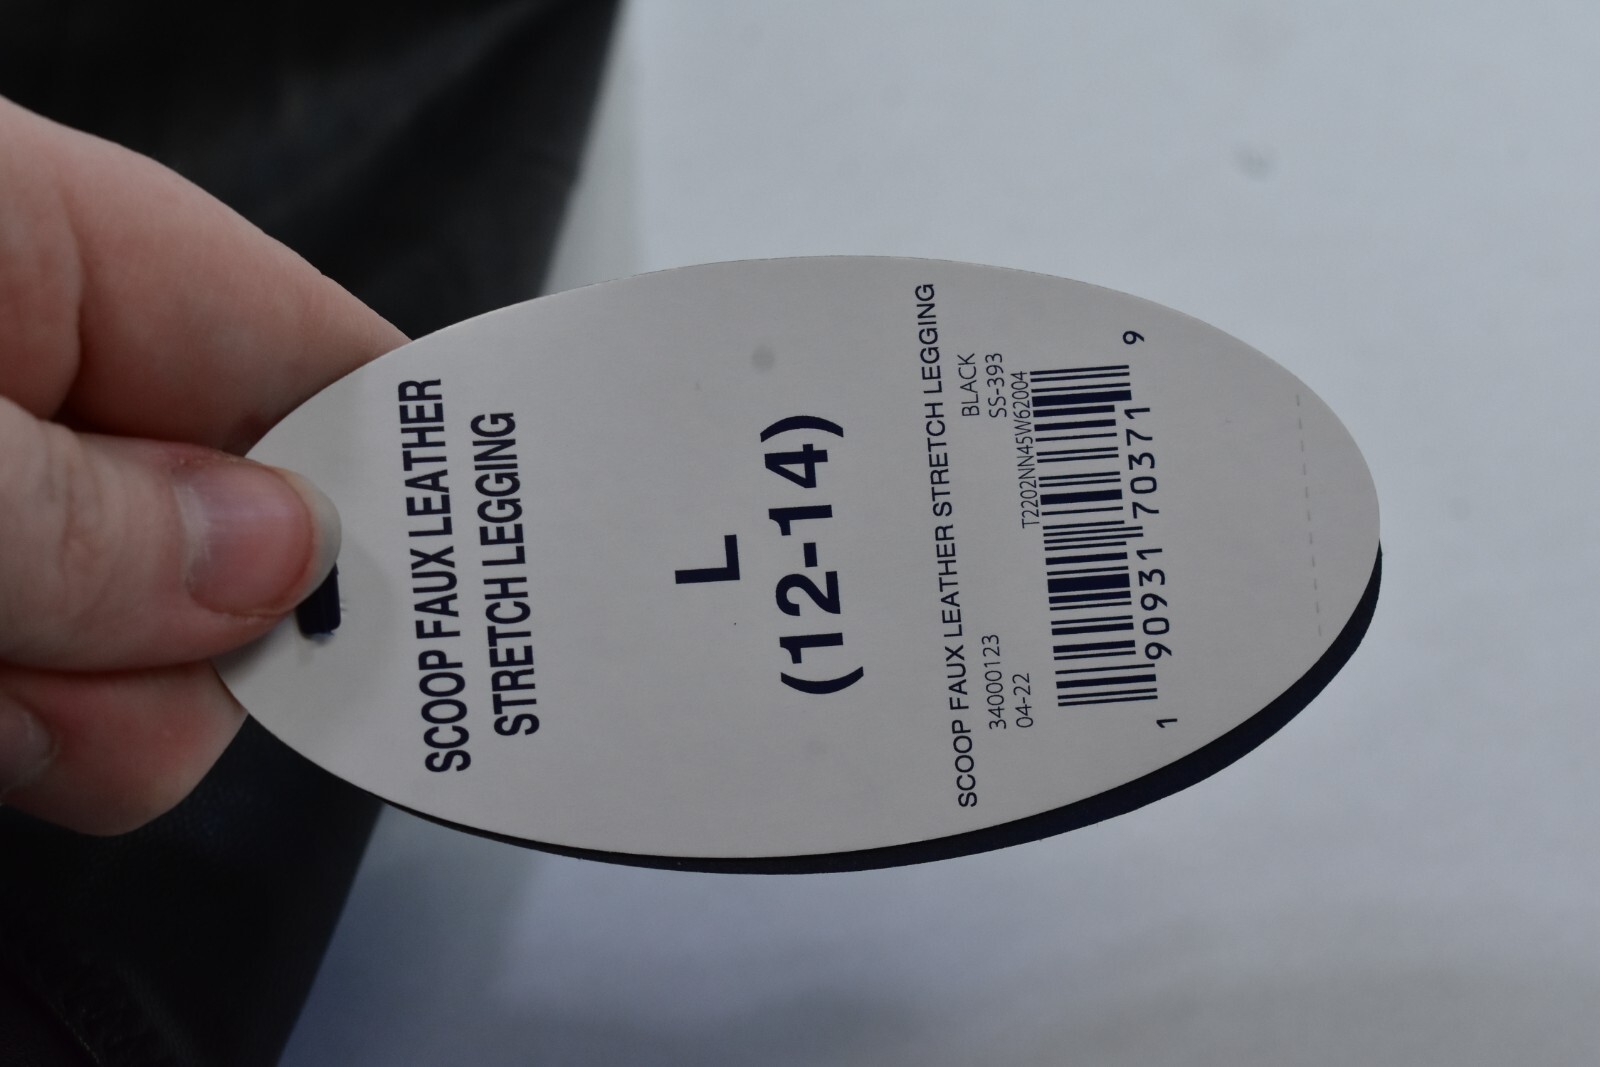 SCOOP FAUX LEATHER
STRETCH LEGGING
L
(12-14)
SCOOP FAUX LEATHER STRETCH LEGGING
34000123 BLACK
04-22 SS-393
T2202NN45W62004
1 90931 70371 9